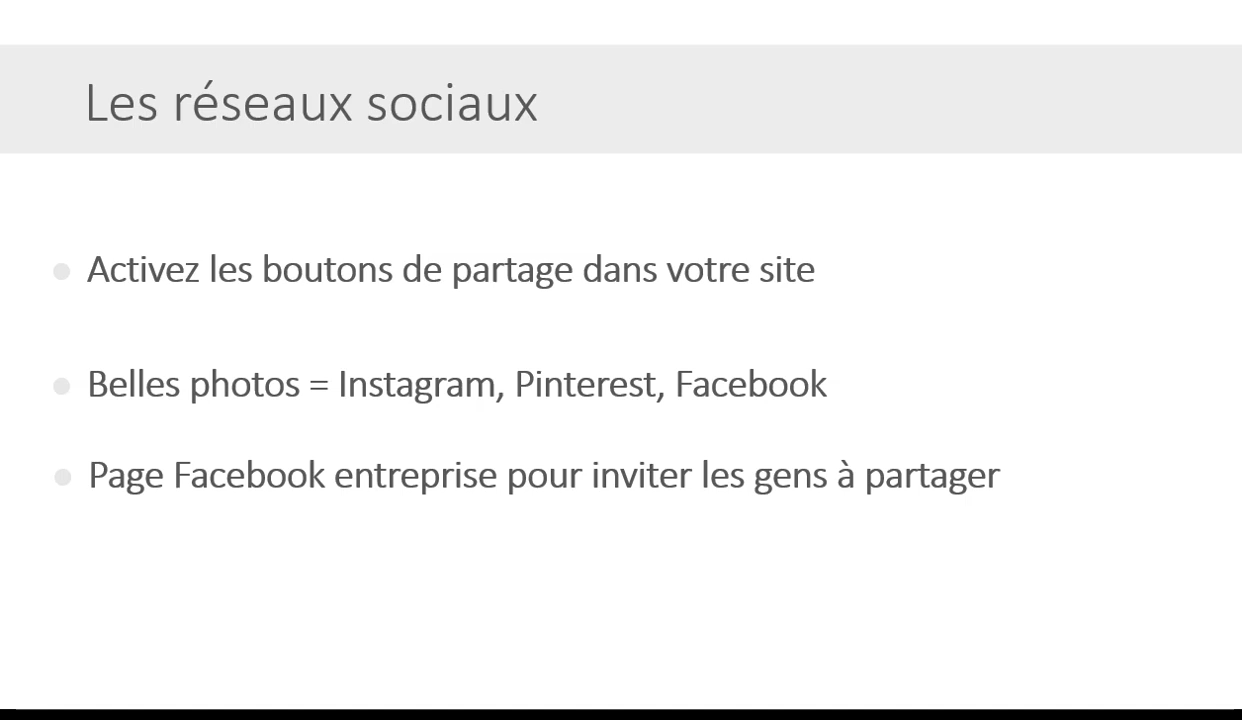 Les réseaux sociaux
Activez les boutons de partage dans votre site
Belles photos = Instagram, Pinterest, Facebook
Page Facebook entreprise pour inviter les gens à partager